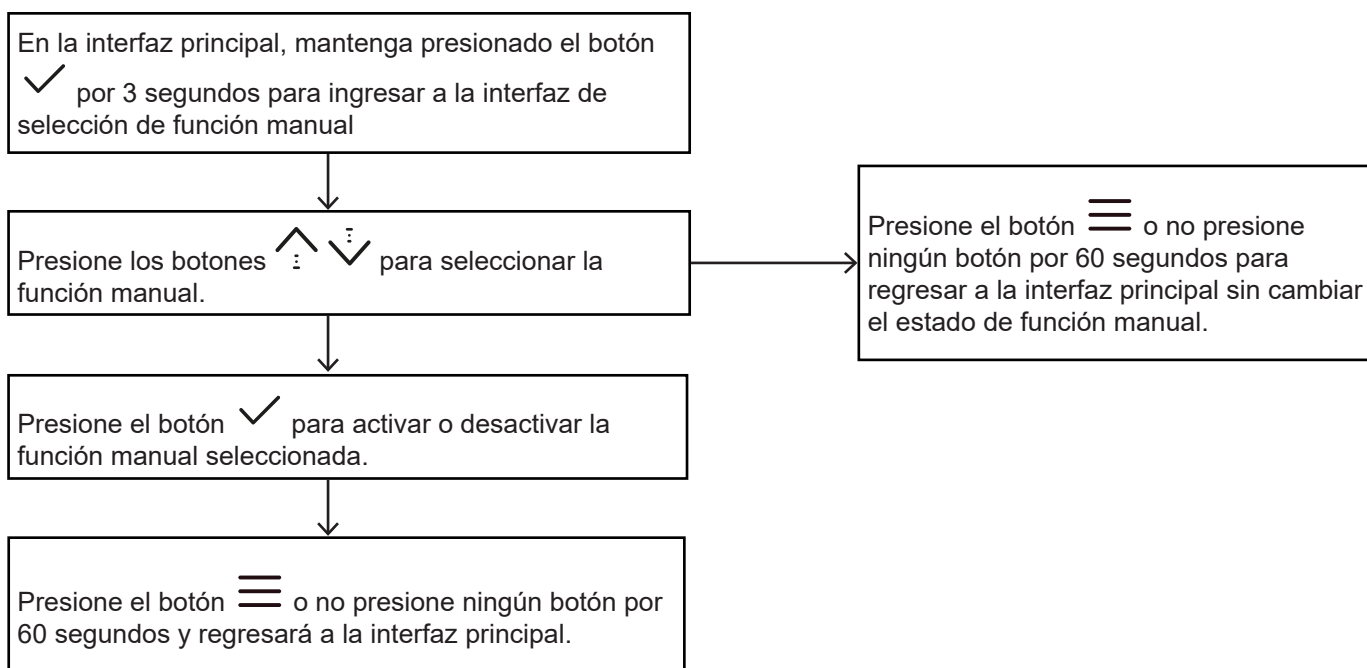 En la interfaz principal, mantenga presionado el botón
por 3 segundos para ingresar a la interfaz de
selección de función manual
Presione los botones para seleccionar la
función manual.
Presione el botón o no presione
ningún botón por 60 segundos para
regresar a la interfaz principal sin cambiar
el estado de función manual.
Presione el botón para activar o desactivar la
función manual seleccionada.
Presione el botón o no presione ningún botón por
60 segundos y regresará a la interfaz principal.